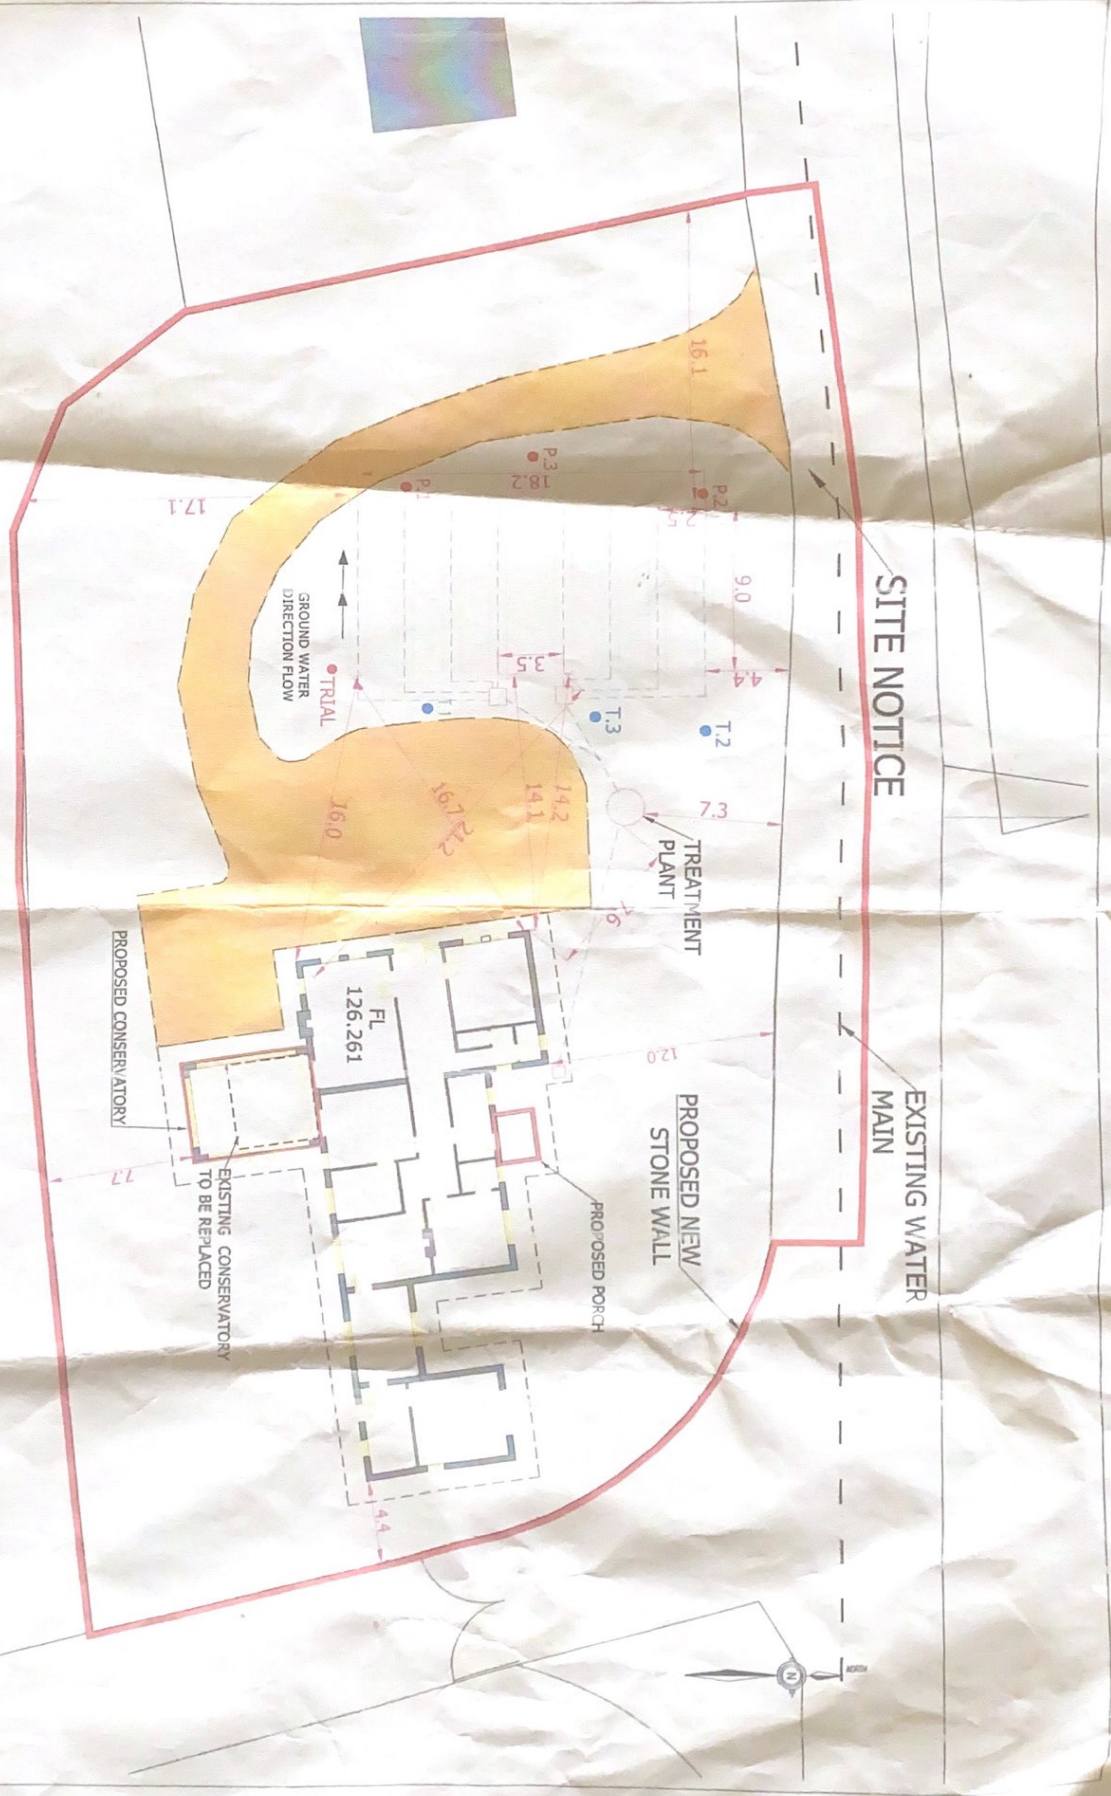 SITE NOTICE
EXISTING WATER
MAIN
NORTH
N
PROPOSED NEW
STONE WALL
TREATMENT
PLANT
PROPOSED PORCH
16.1
P.3
18.2
P.2
2.5
P.1
17.1
9.0
4.4
3.5
T.2
T.3
T1
7.3
GROUND WATER
DIRECTION FLOW
TRIAL
14.2
14.1
16.7
16.0
12.0
FL
126.261
PROPOSED CONSERVATORY
EXISTING CONSERVATORY
TO BE REPLACED
7.7
4.4